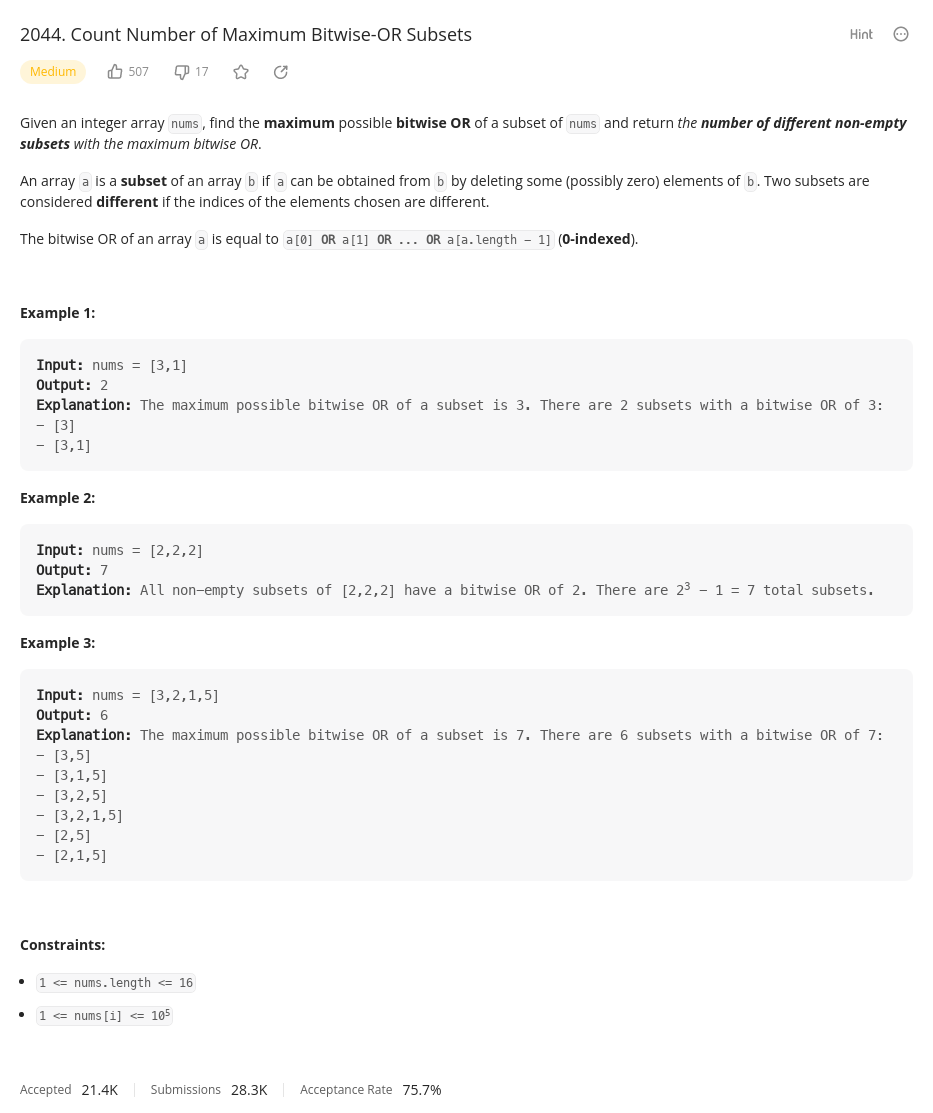 2044. Count Number of Maximum Bitwise-OR Subsets
Hint
Medium 507 17
Given an integer array nums, find the maximum possible bitwise OR of a subset of nums and return the number of different non-empty
subsets with the maximum bitwise OR.
An array a is a subset of an array b if a can be obtained from b by deleting some (possibly zero) elements of b. Two subsets are
considered different if the indices of the elements chosen are different.
The bitwise OR of an array a is equal to a[0] OR a[1] OR ... OR a[a.length - 1] (0-indexed).
Example 1:
Input: nums = [3,1]
Output: 2
Explanation: The maximum possible bitwise OR of a subset is 3. There are 2 subsets with a bitwise OR of 3:
- [3]
- [3,1]
Example 2:
Input: nums = [2,2,2]
Output: 7
Explanation: All non-empty subsets of [2,2,2] have a bitwise OR of 2. There are 2³ - 1 = 7 total subsets.
Example 3:
Input: nums = [3,2,1,5]
Output: 6
Explanation: The maximum possible bitwise OR of a subset is 7. There are 6 subsets with a bitwise OR of 7:
- [3,5]
- [3,1,5]
- [3,2,5]
- [3,2,1,5]
- [2,5]
- [2,1,5]
Constraints:
• 1 <= nums.length <= 16
• 1 <= nums[i] <= 10⁵
Accepted 21.4K Submissions 28.3K Acceptance Rate 75.7%